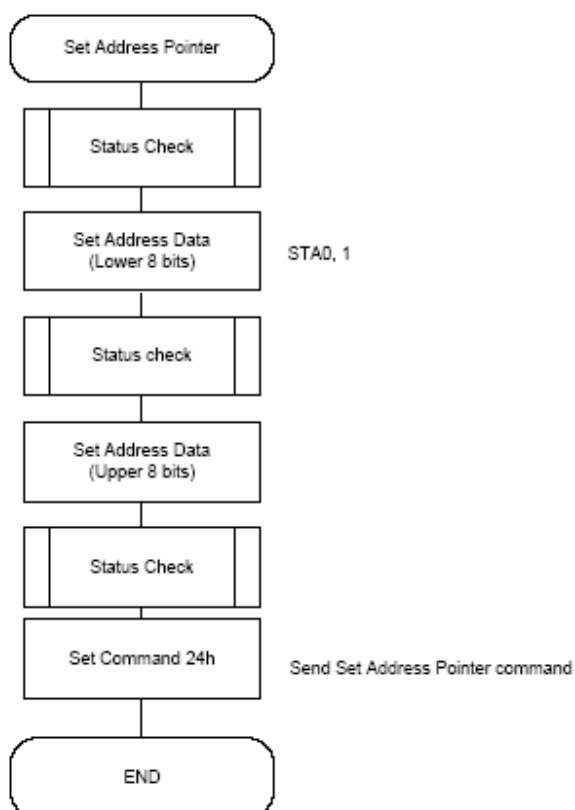 Set Address Pointer
Status Check
Set Address Data
(Lower 8 bits)
STA0, 1
Status check
Set Address Data
(Upper 8 bits)
Status Check
Set Command 24h
Send Set Address Pointer command
END